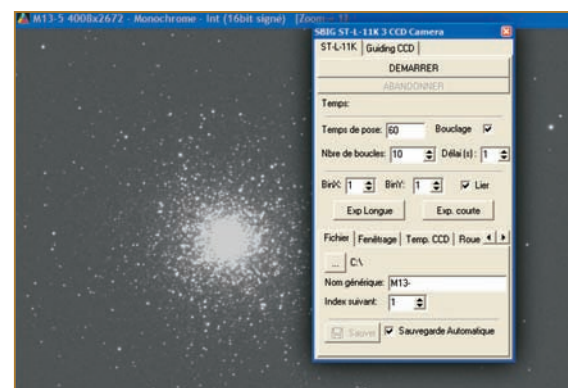 M13-5 4008x2672 - Monochrome - Int (16bit signé) [Zoom = 1]
SBIG ST-L-11K 3 CCD Camera
ST-L-11K Guiding CCD
DEMARRER
ABANDONNER
Temps:
Temps de pose: 60 Bouclage
Nbre de boucles: 10 Délai (s) : 1
BinX: 1 BinY: 1 Lier
Exp Longue Exp. courte
Fichier Fenêtrage Temp. CCD Roue
... C:\
Nom générique: M13-
Index suivant: 1
Sauver Sauvegarde Automatique